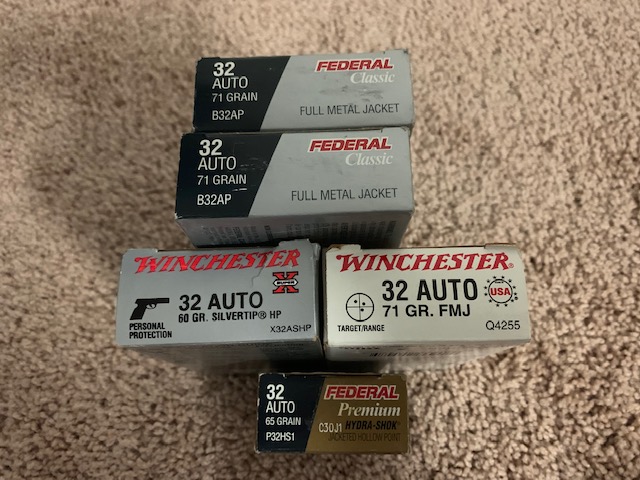 32
AUTO
71 GRAIN
B32AP
FEDERAL
Classic
FULL METAL JACKET
32
AUTO
71 GRAIN
B32AP
FEDERAL
Classic
FULL METAL JACKET
WINCHESTER
SUPER
X
32 AUTO
60 GR. SILVERTIP® HP
PERSONAL
PROTECTION
X32ASHP
WINCHESTER®
32 AUTO
71 GR. FMJ
USA
TARGET/RANGE
Q4255
32
AUTO
65 GRAIN
P32HS1
FEDERAL
Premium
C30J1
HYDRA-SHOK®
JACKETED HOLLOW POINT